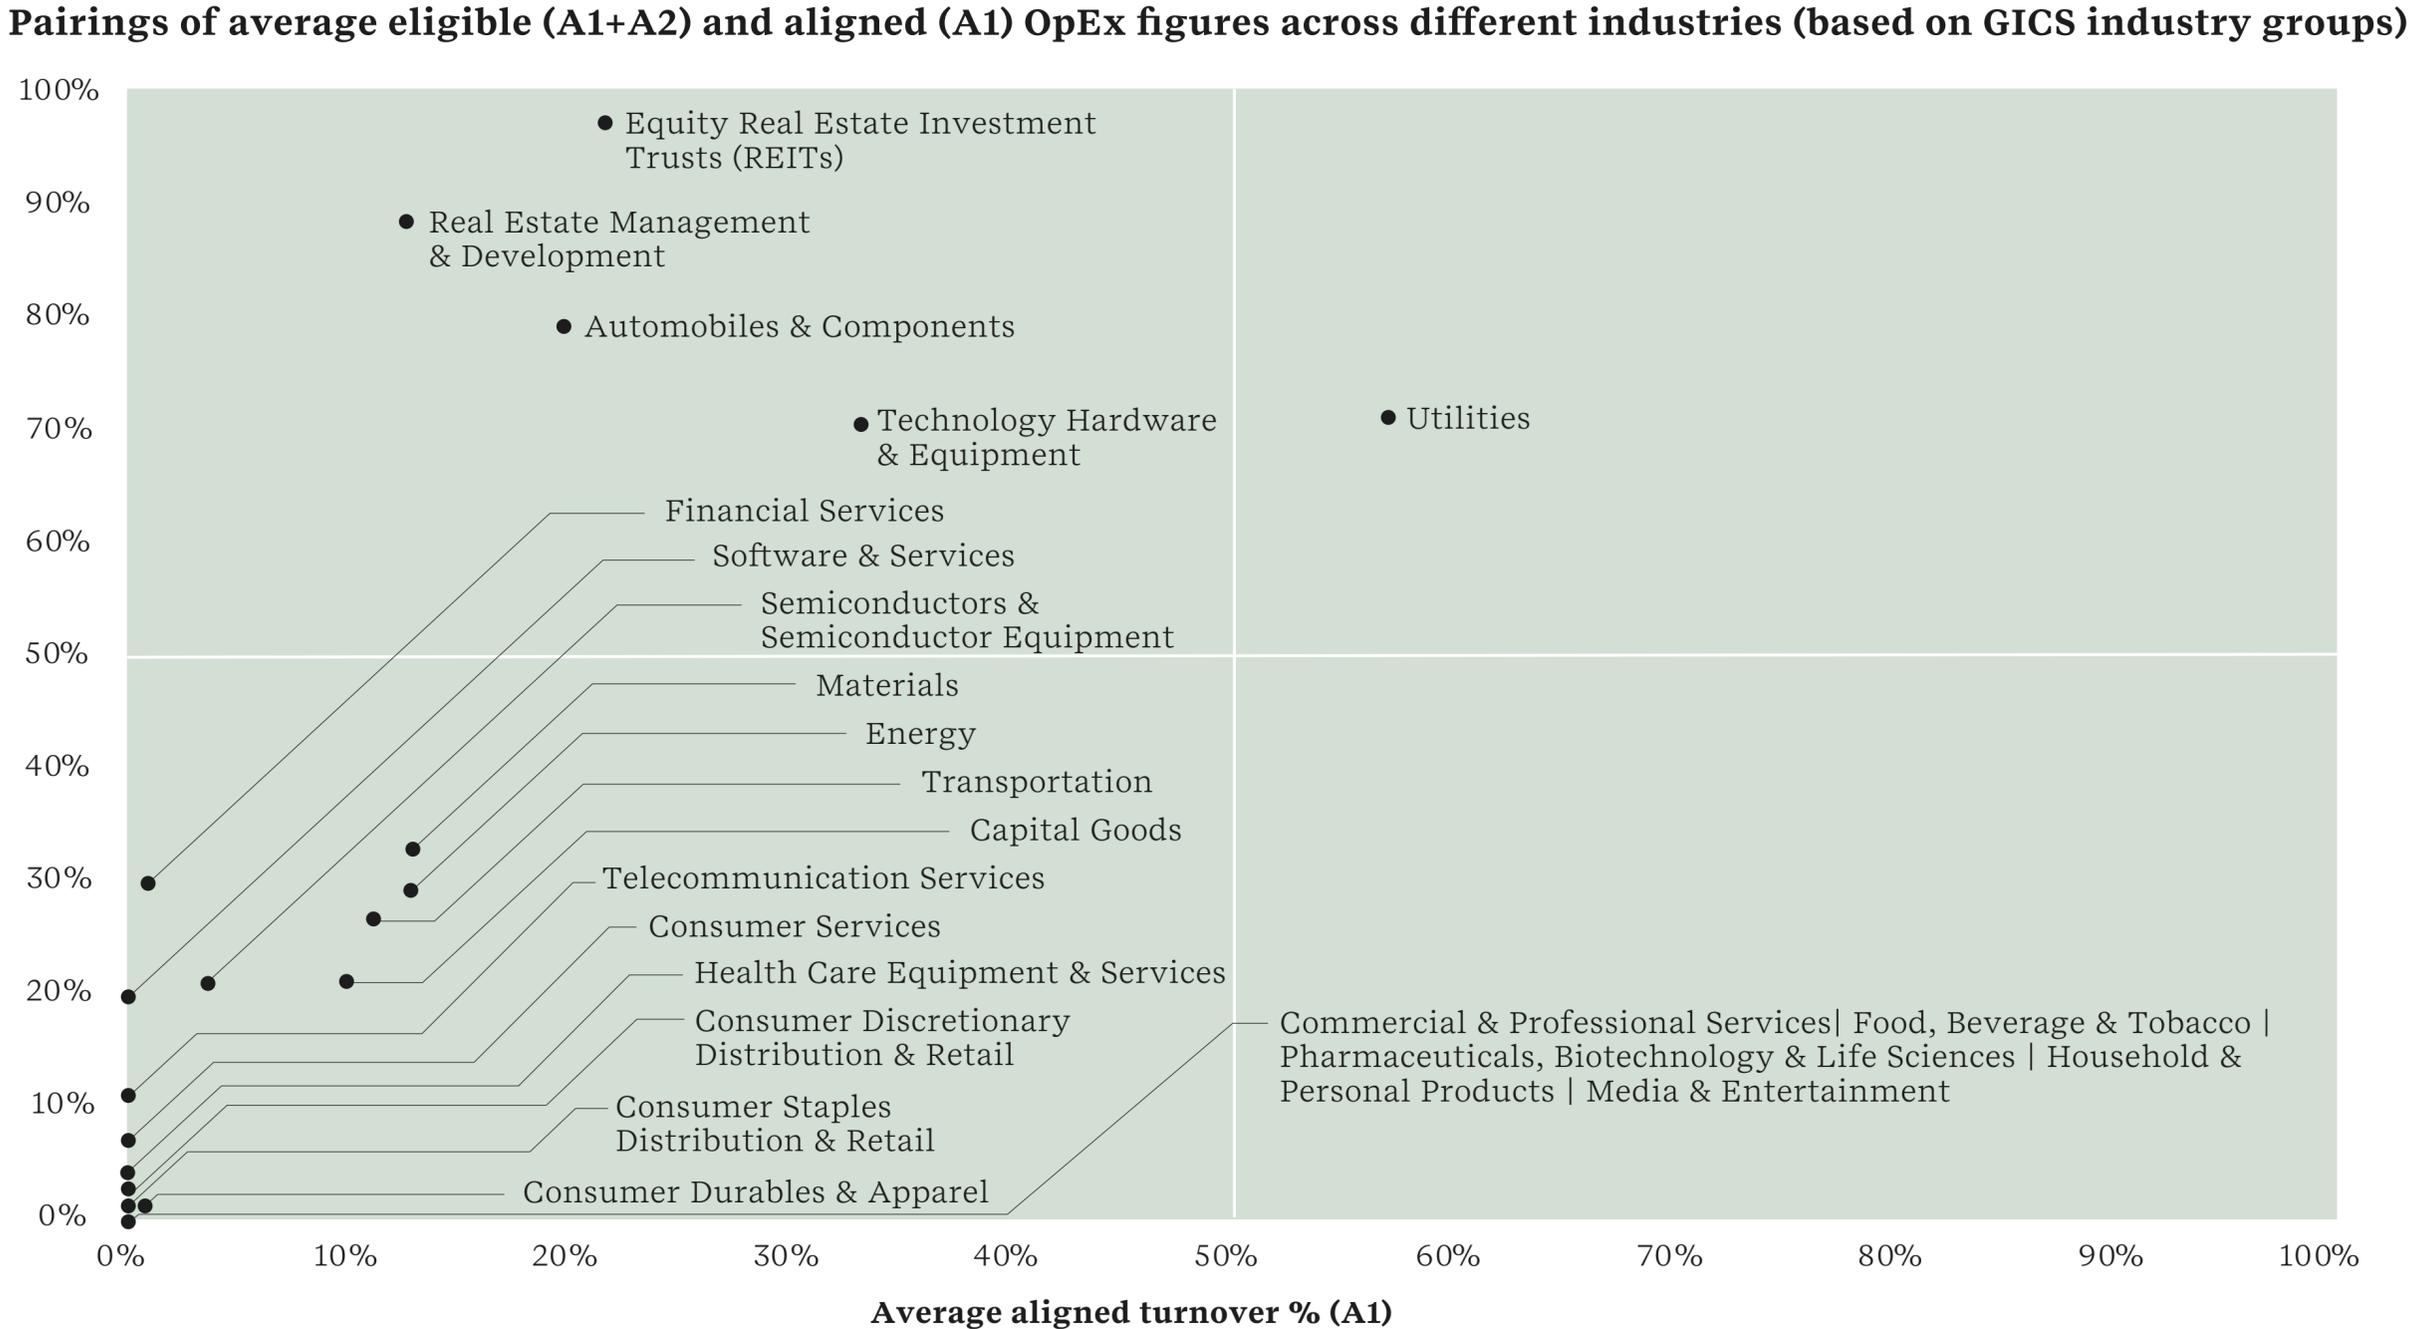 Pairings of average eligible (A1+A2) and aligned (A1) OpEx figures across different industries (based on GICS industry groups)
100%
90%
80%
70%
60%
50%
40%
30%
20%
10%
0%
Equity Real Estate Investment
Trusts (REITs)
Real Estate Management
& Development
Automobiles & Components
Technology Hardware
& Equipment
Utilities
Financial Services
Software & Services
Semiconductors &
Semiconductor Equipment
Materials
Energy
Transportation
Capital Goods
Telecommunication Services
Consumer Services
Health Care Equipment & Services
Consumer Discretionary
Distribution & Retail
Commercial & Professional Services| Food, Beverage & Tobacco |
Pharmaceuticals, Biotechnology & Life Sciences | Household &
Personal Products | Media & Entertainment
Consumer Staples
Distribution & Retail
Consumer Durables & Apparel
0%
10%
20%
30%
40%
50%
60%
70%
80%
90%
100%
Average aligned turnover % (A1)